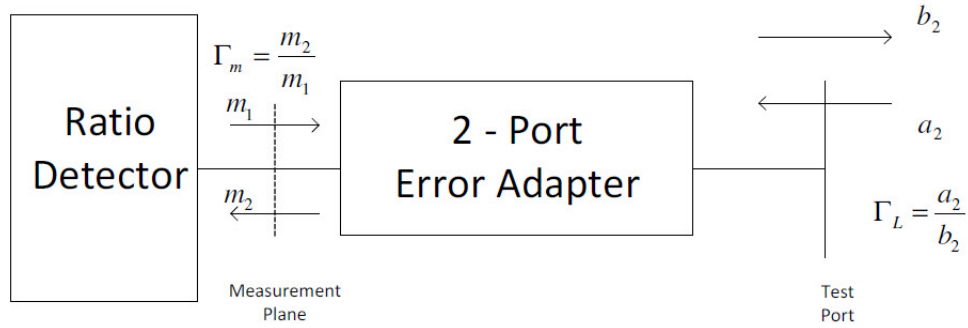 Ratio
Detector
Γₘ = m₂/m₁
m₁
m₂
Measurement
Plane
2 - Port
Error Adapter
b₂
a₂
Γ_L = a₂/b₂
Test
Port